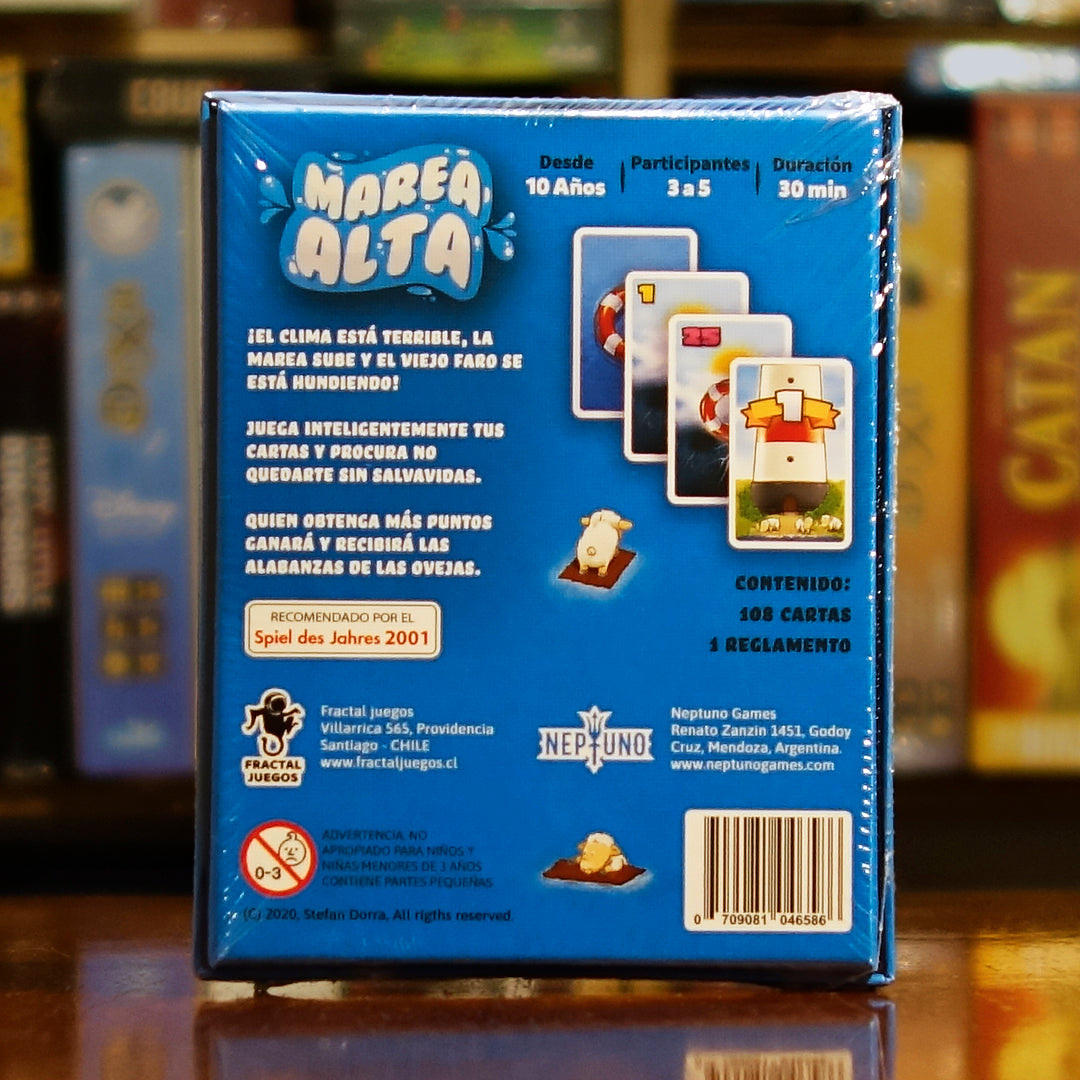 MAREA
ALTA
Desde
10 Años
Participantes
3 a 5
Duración
30 min
1
25
1
¡EL CLIMA ESTÁ TERRIBLE, LA
MAREA SUBE Y EL VIEJO FARO SE
ESTÁ HUNDIENDO!
JUEGA INTELIGENTEMENTE TUS
CARTAS Y PROCURA NO
QUEDARTE SIN SALVAVIDAS.
QUIEN OBTENGA MÁS PUNTOS
GANARÁ Y RECIBIRÁ LAS
ALABANZAS DE LAS OVEJAS.
CONTENIDO:
108 CARTAS
1 REGLAMENTO
RECOMENDADO POR EL
Spiel des Jahres 2001
FRACTAL
JUEGOS
Fractal juegos
Villarrica 565, Providencia
Santiago - CHILE
www.fractaljuegos.cl
NEPTUNO
Neptuno Games
Renato Zanzin 1451, Godoy
Cruz, Mendoza, Argentina.
www.neptunogames.com
0-3
ADVERTENCIA. NO
APROPIADO PARA NIÑOS Y
NIÑAS MENORES DE 3 AÑOS
CONTIENE PARTES PEQUEÑAS
(C) 2020, Stefan Dorra, All rigths reserved.
0 709081 046586
Disney
CATAN